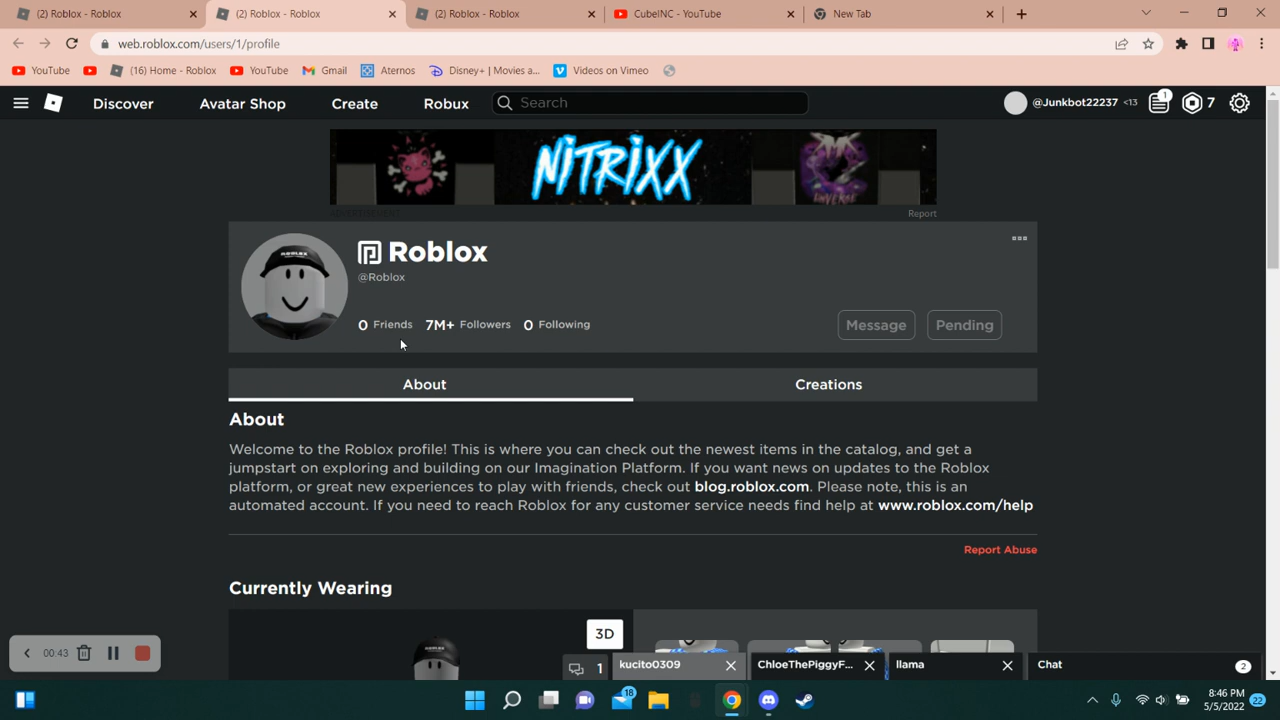 (2) Roblox - Roblox
(2) Roblox - Roblox
(2) Roblox - Roblox
CubeINC - YouTube
New Tab
web.roblox.com/users/1/profile
YouTube
(16) Home - Roblox
YouTube
Gmail
Aternos
Disney+ | Movies a...
Videos on Vimeo
Discover
Avatar Shop
Create
Robux
Search
@Junkbot22237 <13
1
7
NITRIXX
ADVERTISEMENT
Report
Roblox
@Roblox
0 Friends
7M+ Followers
0 Following
Message
Pending
About
Creations
About
Welcome to the Roblox profile! This is where you can check out the newest items in the catalog, and get a
jumpstart on exploring and building on our Imagination Platform. If you want news on updates to the Roblox
platform, or great new experiences to play with friends, check out blog.roblox.com. Please note, this is an
automated account. If you need to reach Roblox for any customer service needs find help at www.roblox.com/help
Report Abuse
Currently Wearing
3D
00:43
1
kucito0309
ChloeThePiggyF...
llama
Chat
2
18
8:46 PM
5/5/2022
22